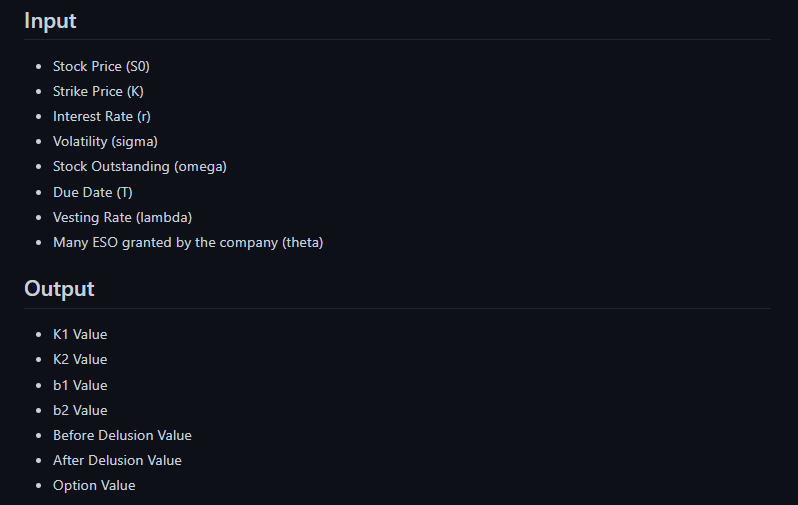 Input
Stock Price (S0)
Strike Price (K)
Interest Rate (r)
Volatility (sigma)
Stock Outstanding (omega)
Due Date (T)
Vesting Rate (lambda)
Many ESO granted by the company (theta)
Output
K1 Value
K2 Value
b1 Value
b2 Value
Before Delusion Value
After Delusion Value
Option Value